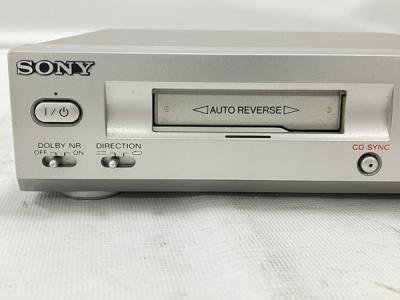 SONY
I/⏻
◁AUTO REVERSE▷
DOLBY NR
OFF ON
DIRECTION
CD SYNC